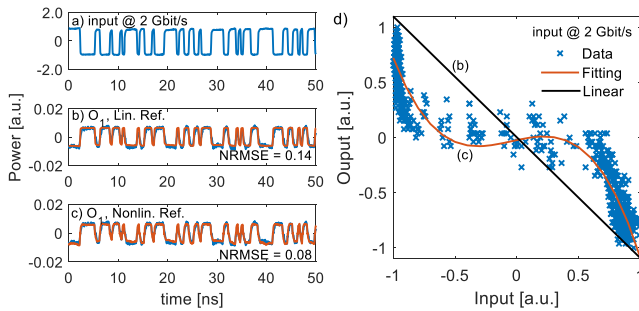 a) input @ 2 Gbit/s
2.0
0.0
-2.0
0 10 20 30 40 50
b) O1, Lin. Ref.
0.02
0
-0.02
NRMSE = 0.14
0 10 20 30 40 50
c) O1, Nonlin. Ref.
0.02
0
-0.02
NRMSE = 0.08
0 10 20 30 40 50
Power [a.u.]
time [ns]
d)
input @ 2 Gbit/s
Data
Fitting
Linear
(b)
(c)
1
0.5
0
-0.5
-1
-1 -0.5 0 0.5 1
Ouput [a.u.]
Input [a.u.]